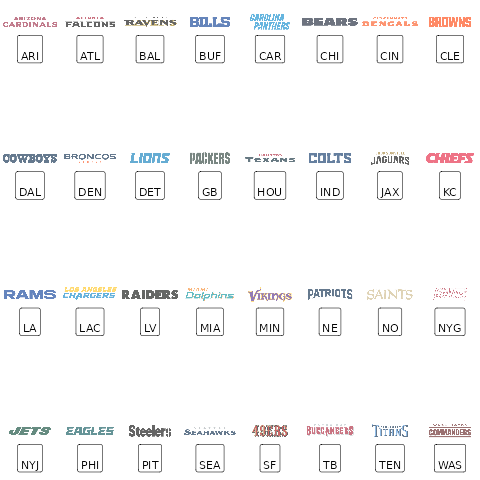 ARIZONA CARDINALS ATLANTA FALCONS RAVENS BILLS CAROLINA PANTHERS BEARS CINCINNATI BENGALS BROWNS
ARI ATL BAL BUF CAR CHI CIN CLE
COWBOYS BRONCOS LIONS PACKERS TEXANS COLTS JAGUARS CHIEFS
DAL DEN DET GB HOU IND JAX KC
RAMS LOS ANGELES CHARGERS RAIDERS MIAMI Dolphins VIKINGS PATRIOTS SAINTS
LA LAC LV MIA MIN NE NO NYG
JETS EAGLES Steelers SEAHAWKS 49ERS BUCCANEERS TITANS COMMANDERS
NYJ PHI PIT SEA SF TB TEN WAS